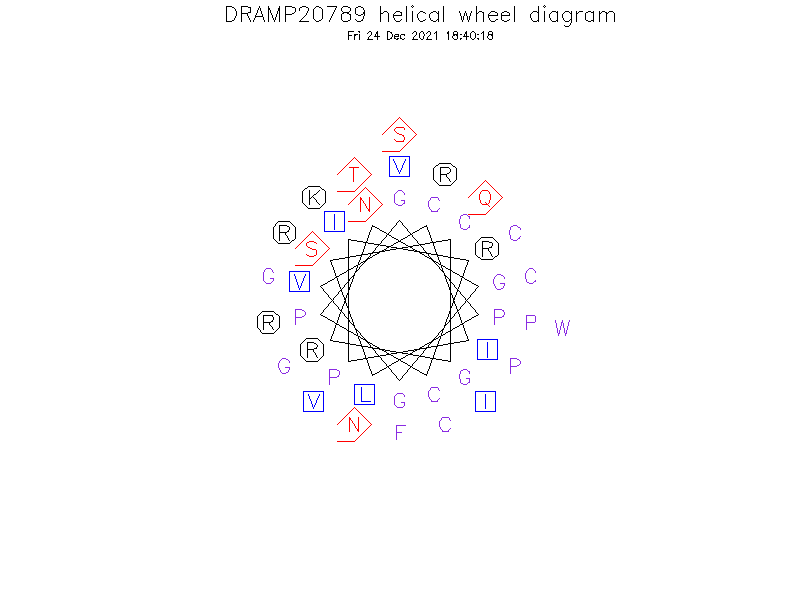 DRAMP20789 helical wheel diagram
Fri 24 Dec 2021 18:40:18
S
V
T R
K N G C Q
R I C C
S R
G V G C
R P P P W
R I
G P G P
V L G C I
N F C